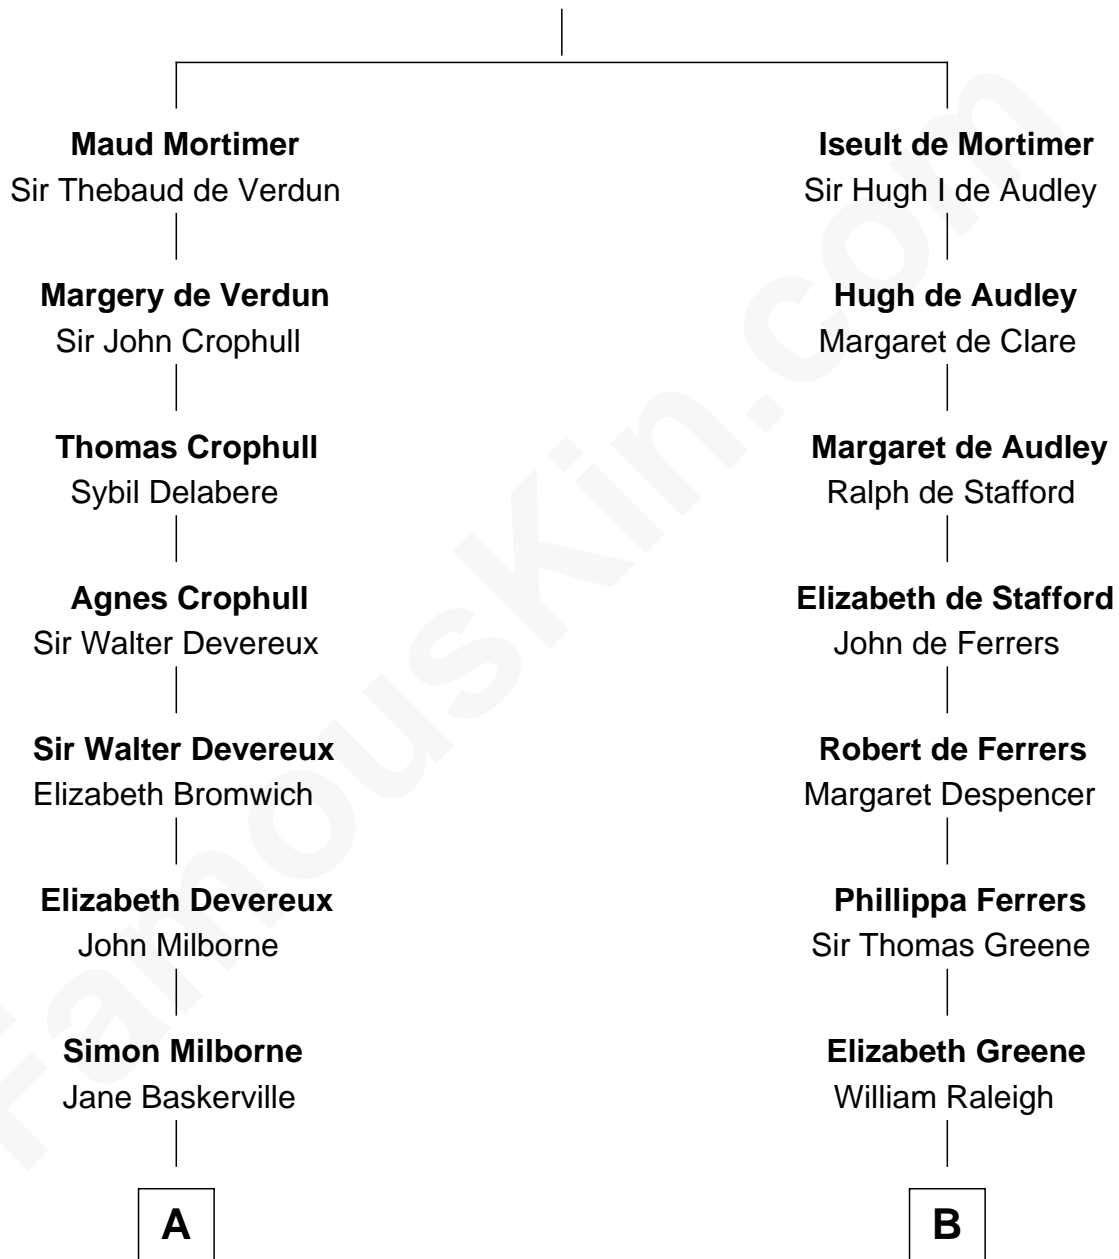 Maud Mortimer
Sir Thebaud de Verdun
Margery de Verdun
Sir John Crophull
Thomas Crophull
Sybil Delabere
Agnes Crophull
Sir Walter Devereux
Sir Walter Devereux
Elizabeth Bromwich
Elizabeth Devereux
John Milborne
Simon Milborne
Jane Baskerville
A
Iseult de Mortimer
Sir Hugh I de Audley
Hugh de Audley
Margaret de Clare
Margaret de Audley
Ralph de Stafford
Elizabeth de Stafford
John de Ferrers
Robert de Ferrers
Margaret Despencer
Phillippa Ferrers
Sir Thomas Greene
Elizabeth Greene
William Raleigh
B
FamousKin.com